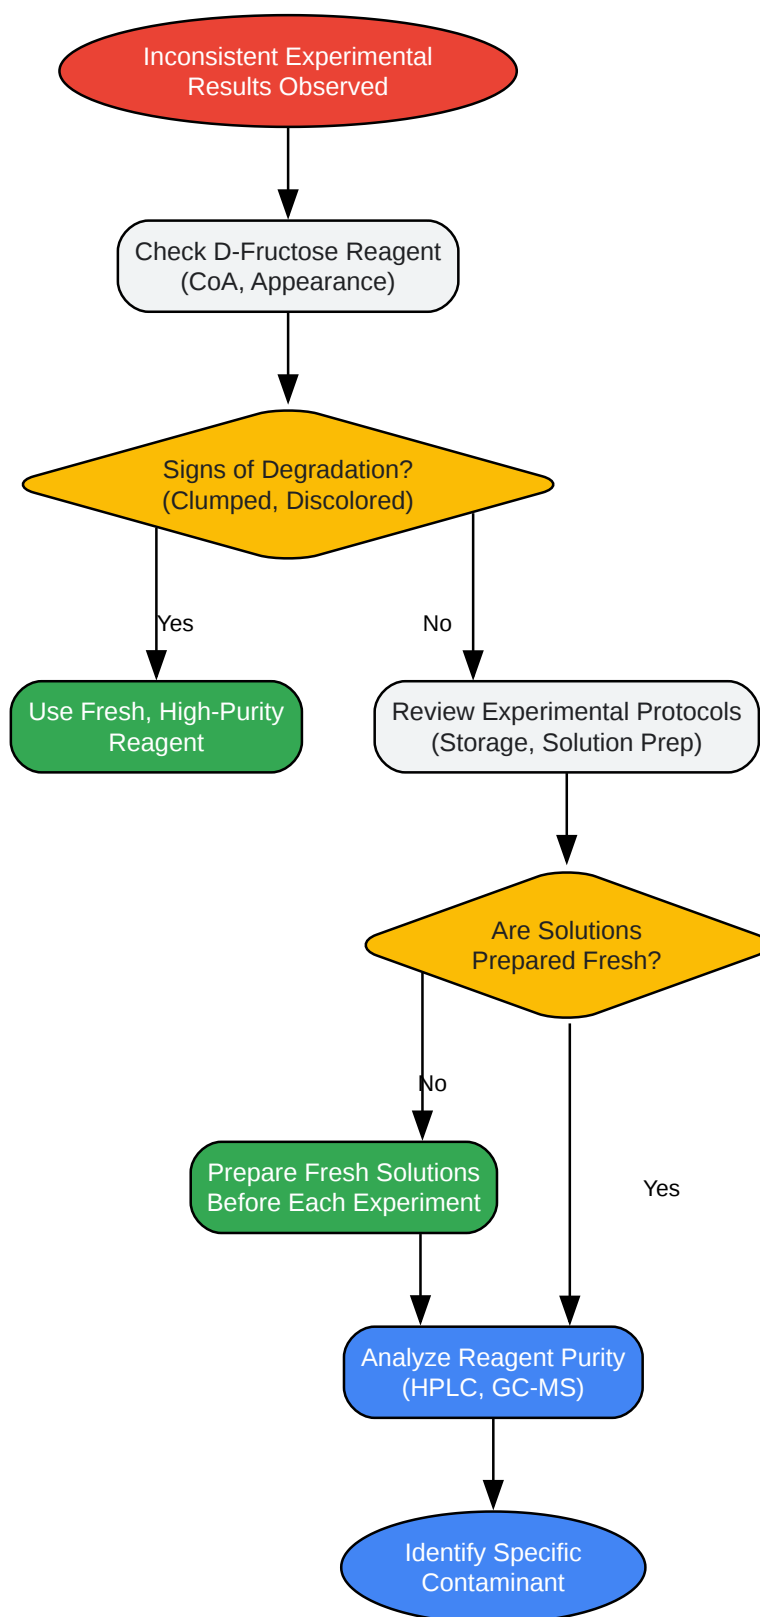 Inconsistent Experimental
Results Observed
Check D-Fructose Reagent
(CoA, Appearance)
Signs of Degradation?
(Clumped, Discolored)
Yes
No
Use Fresh, High-Purity
Reagent
Review Experimental Protocols
(Storage, Solution Prep)
Are Solutions
Prepared Fresh?
No
Prepare Fresh Solutions
Before Each Experiment
Yes
Analyze Reagent Purity
(HPLC, GC-MS)
Identify Specific
Contaminant